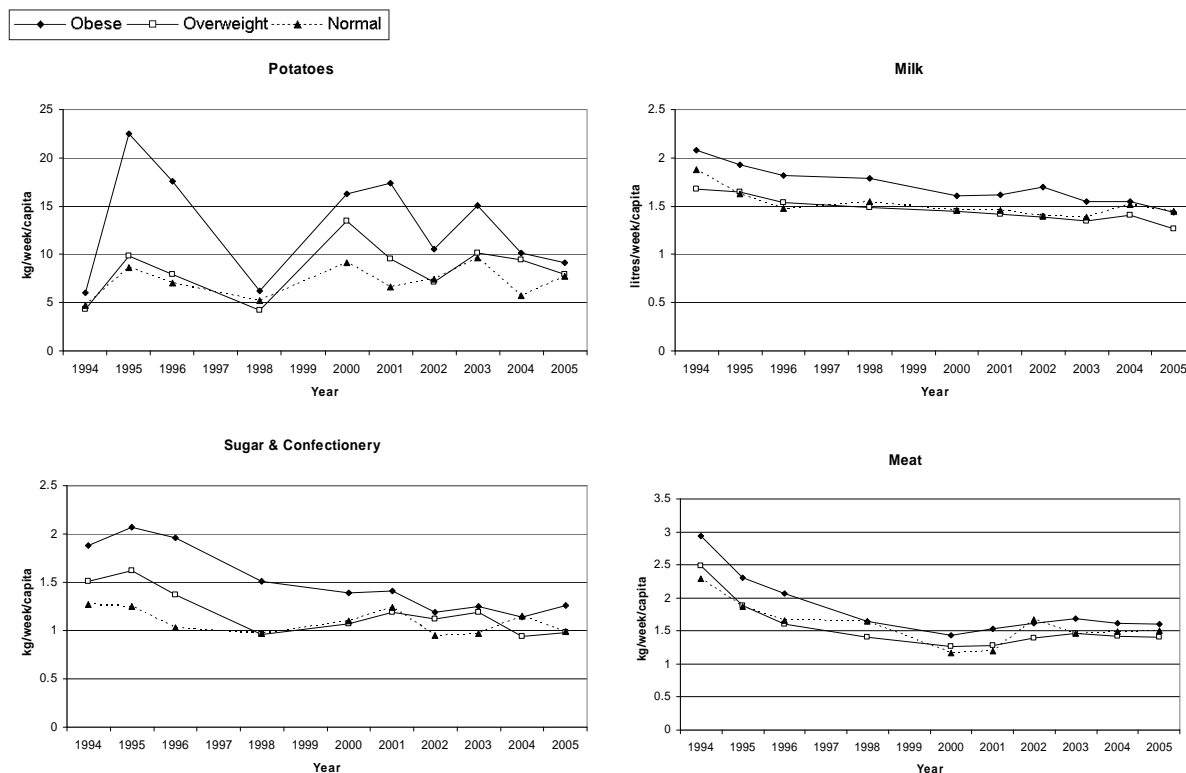 Obese Overweight Normal
Potatoes
25
20
15
10
5
0
kg/week/capita
1994 1995 1996 1997 1998 1999 2000 2001 2002 2003 2004 2005
Year
Milk
2.5
2
1.5
1
0.5
0
litres/week/capita
1994 1995 1996 1997 1998 1999 2000 2001 2002 2003 2004 2005
Year
Sugar & Confectionery
2.5
2
1.5
1
0.5
0
kg/week/capita
1994 1995 1996 1997 1998 1999 2000 2001 2002 2003 2004 2005
Year
Meat
3.5
3
2.5
2
1.5
1
0.5
0
kg/week/capita
1994 1995 1996 1997 1998 1999 2000 2001 2002 2003 2004 2005
Year